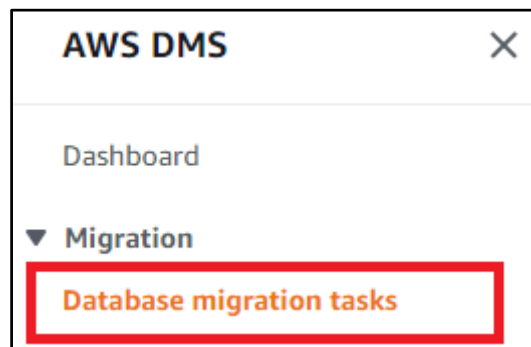 AWS DMS
Dashboard
Migration
Database migration tasks